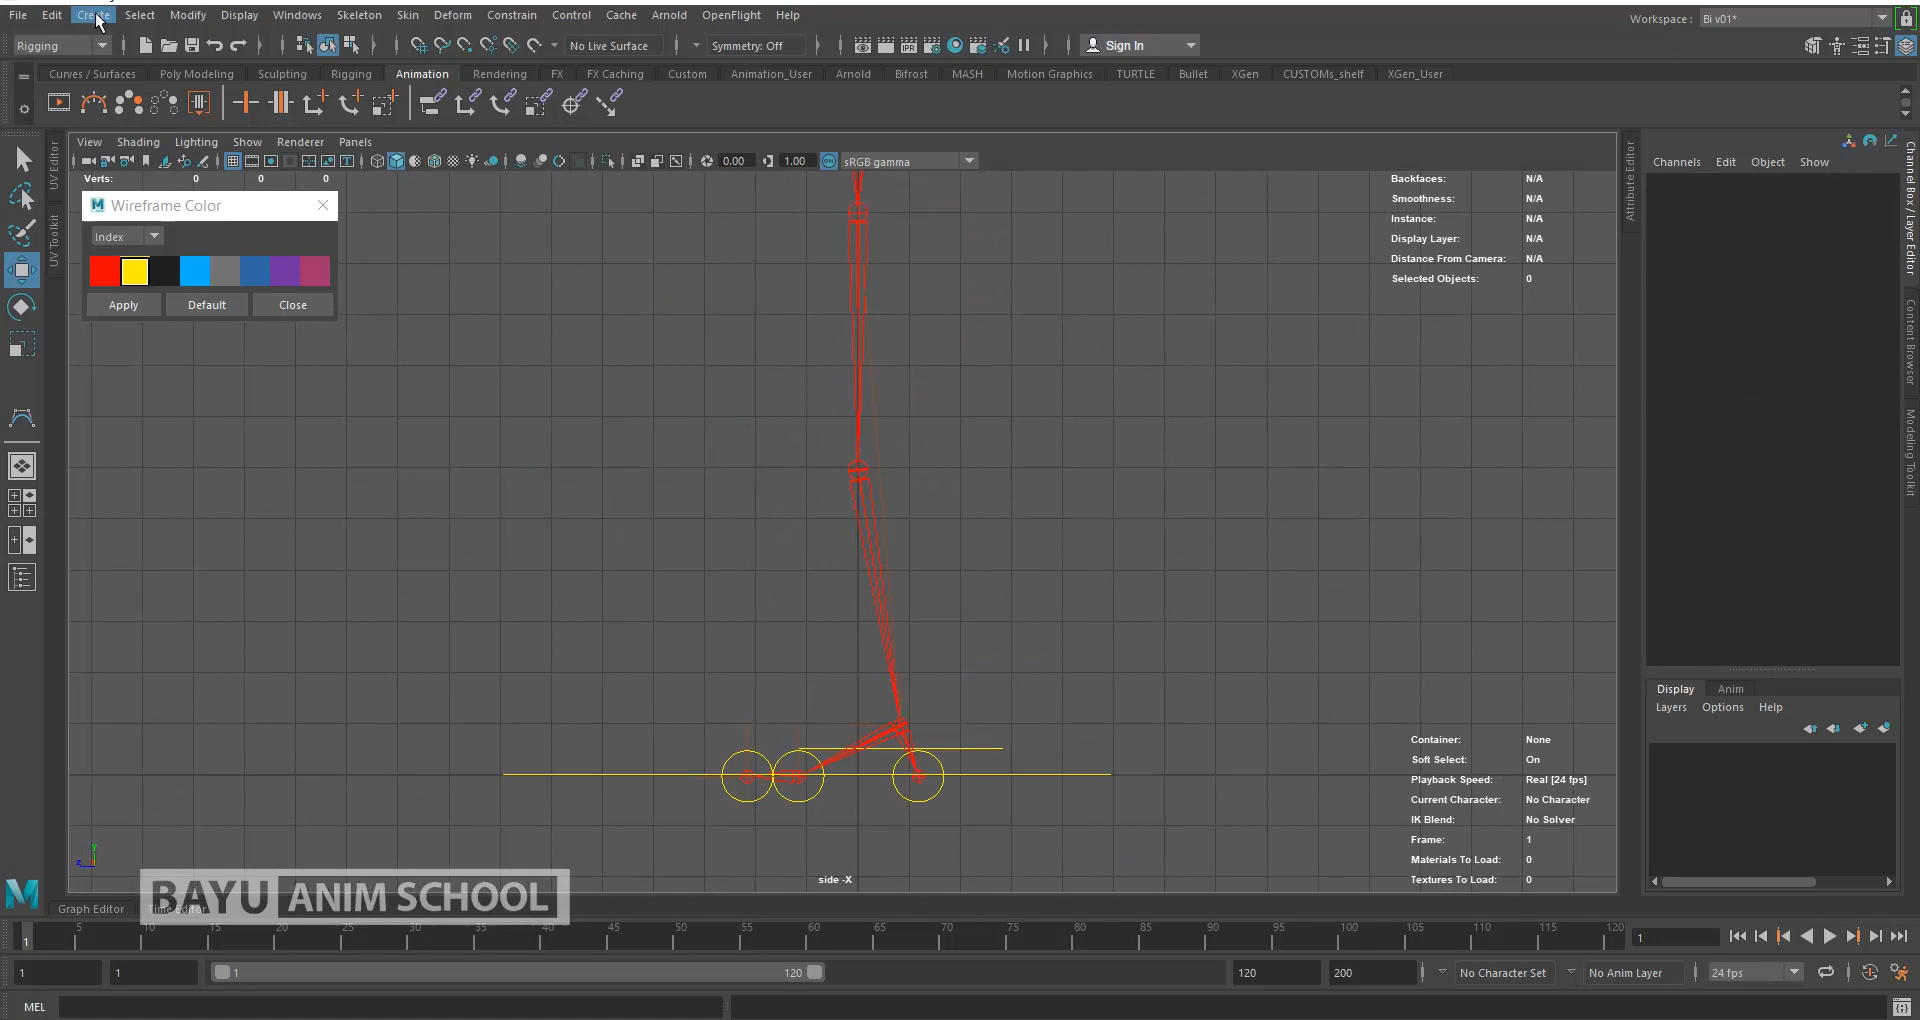 File Edit Create Select Modify Display Windows Skeleton Skin Deform Constrain Control Cache Arnold OpenFlight Help
Workspace : Bi v01*
Rigging No Live Surface Symmetry: Off Sign In
Curves / Surfaces Poly Modeling Sculpting Rigging Animation Rendering FX FX Caching Custom Animation_User Arnold Bifrost MASH Motion Graphics TURTLE Bullet XGen CUSTOMs_shelf XGen_User
IPR
View Shading Lighting Show Renderer Panels
0.00 1.00 ON sRGB gamma
Verts: 0 0 0
Wireframe Color
Index
Apply Default Close
UV Editor
UV Toolkit
Backfaces: N/A
Smoothness: N/A
Instance: N/A
Display Layer: N/A
Distance From Camera: N/A
Selected Objects: 0
Attribute Editor
Channels Edit Object Show
Channel Box / Layer Editor
Content Browser
Modeling Toolkit
Display Anim
Layers Options Help
Container: None
Soft Select: On
Playback Speed: Real [24 fps]
Current Character: No Character
IK Blend: No Solver
Frame: 1
Materials To Load: 0
Textures To Load: 0
y
z
side -X
BAYU ANIM SCHOOL
Graph Editor Time Editor
1 5 10 15 20 25 30 35 40 45 50 55 60 65 70 75 80 85 90 95 100 105 110 115 120 1
1 1 1 120 120 200 No Character Set No Anim Layer 24 fps
MEL